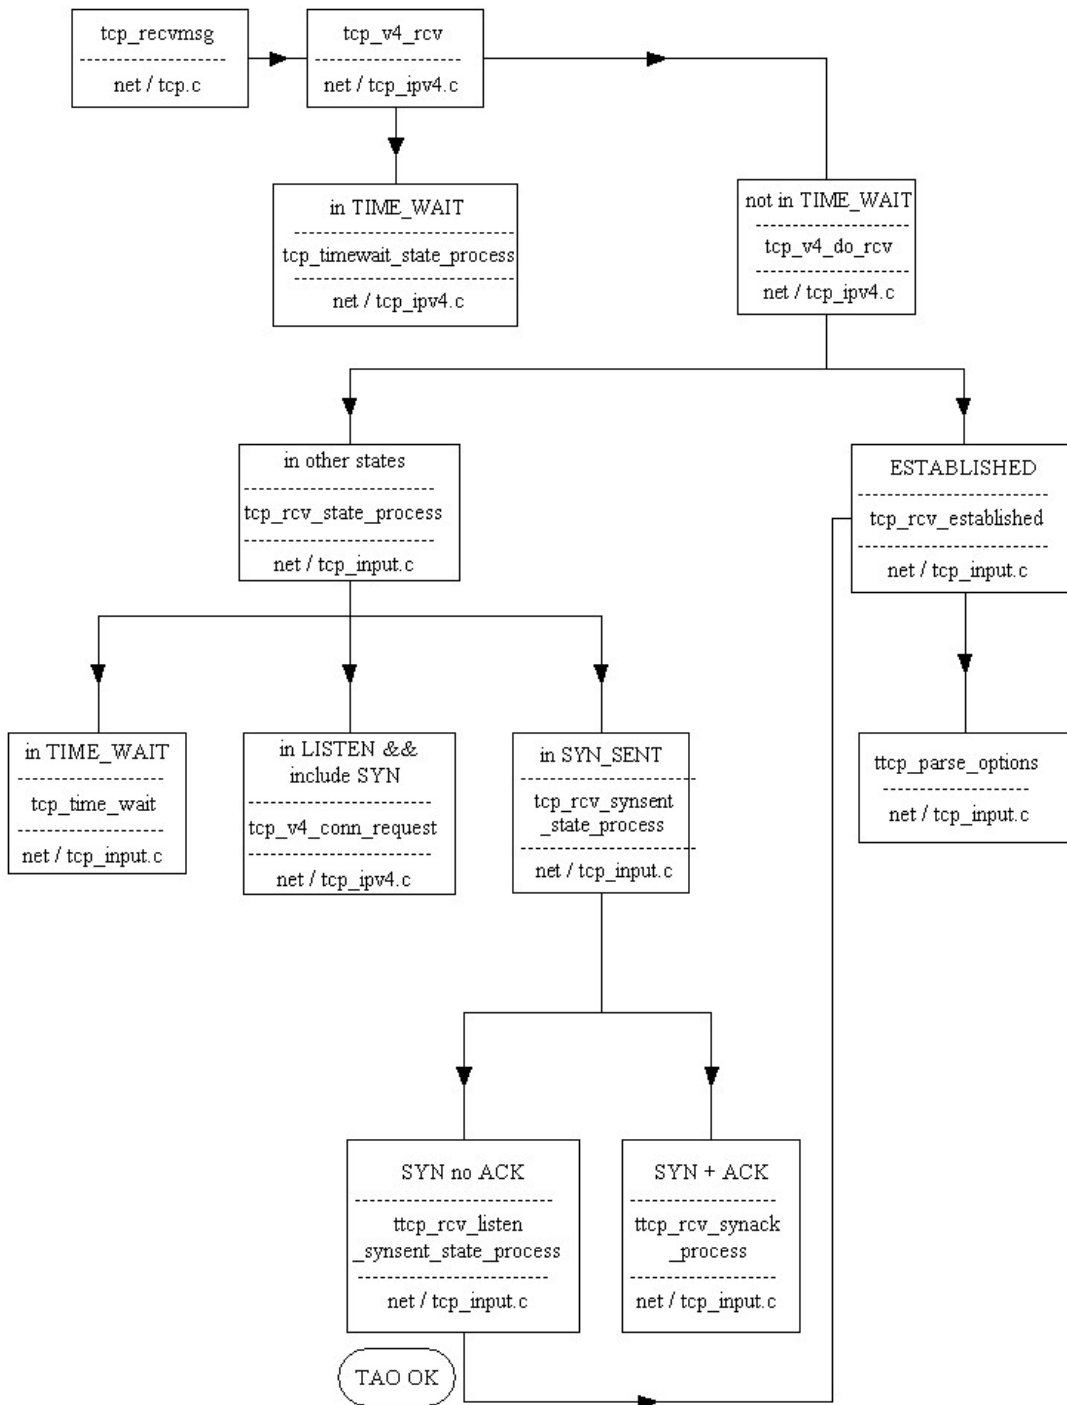 tcp_recvmsg
net / tcp.c
tcp_v4_rcv
net / tcp_ipv4.c
in TIME_WAIT
tcp_timewait_state_process
net / tcp_ipv4.c
not in TIME_WAIT
tcp_v4_do_rcv
net / tcp_ipv4.c
in other states
tcp_rcv_state_process
net / tcp_input.c
ESTABLISHED
tcp_rcv_established
net / tcp_input.c
in TIME_WAIT
tcp_time_wait
net / tcp_input.c
in LISTEN &&
include SYN
tcp_v4_conn_request
net / tcp_ipv4.c
in SYN_SENT
tcp_rcv_synsent
_state_process
net / tcp_input.c
ttcp_parse_options
net / tcp_input.c
SYN no ACK
ttcp_rcv_listen
_synsent_state_process
net / tcp_input.c
SYN + ACK
ttcp_rcv_synack
_process
net / tcp_input.c
TAO OK